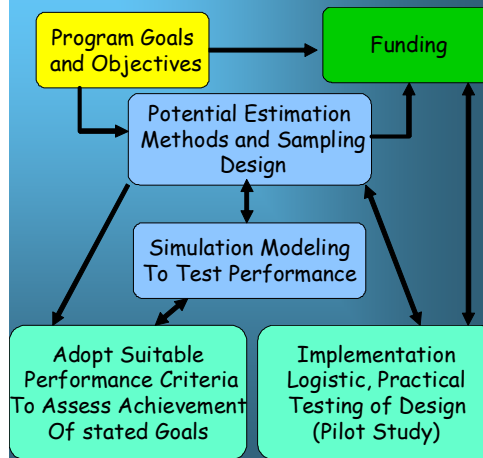 Program Goals
and Objectives
Funding
Potential Estimation
Methods and Sampling
Design
Simulation Modeling
To Test Performance
Adopt Suitable
Performance Criteria
To Assess Achievement
Of stated Goals
Implementation
Logistic, Practical
Testing of Design
(Pilot Study)